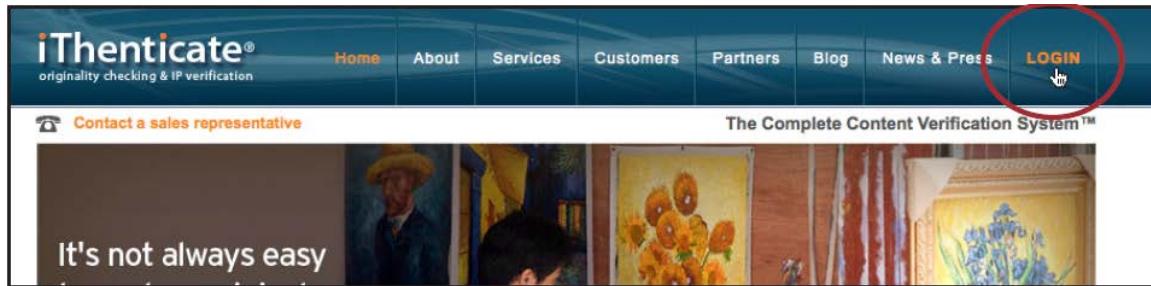 iThenticate®
originality checking & IP verification
Home About Services Customers Partners Blog News & Press LOGIN
Contact a sales representative
The Complete Content Verification System™
It's not always easy